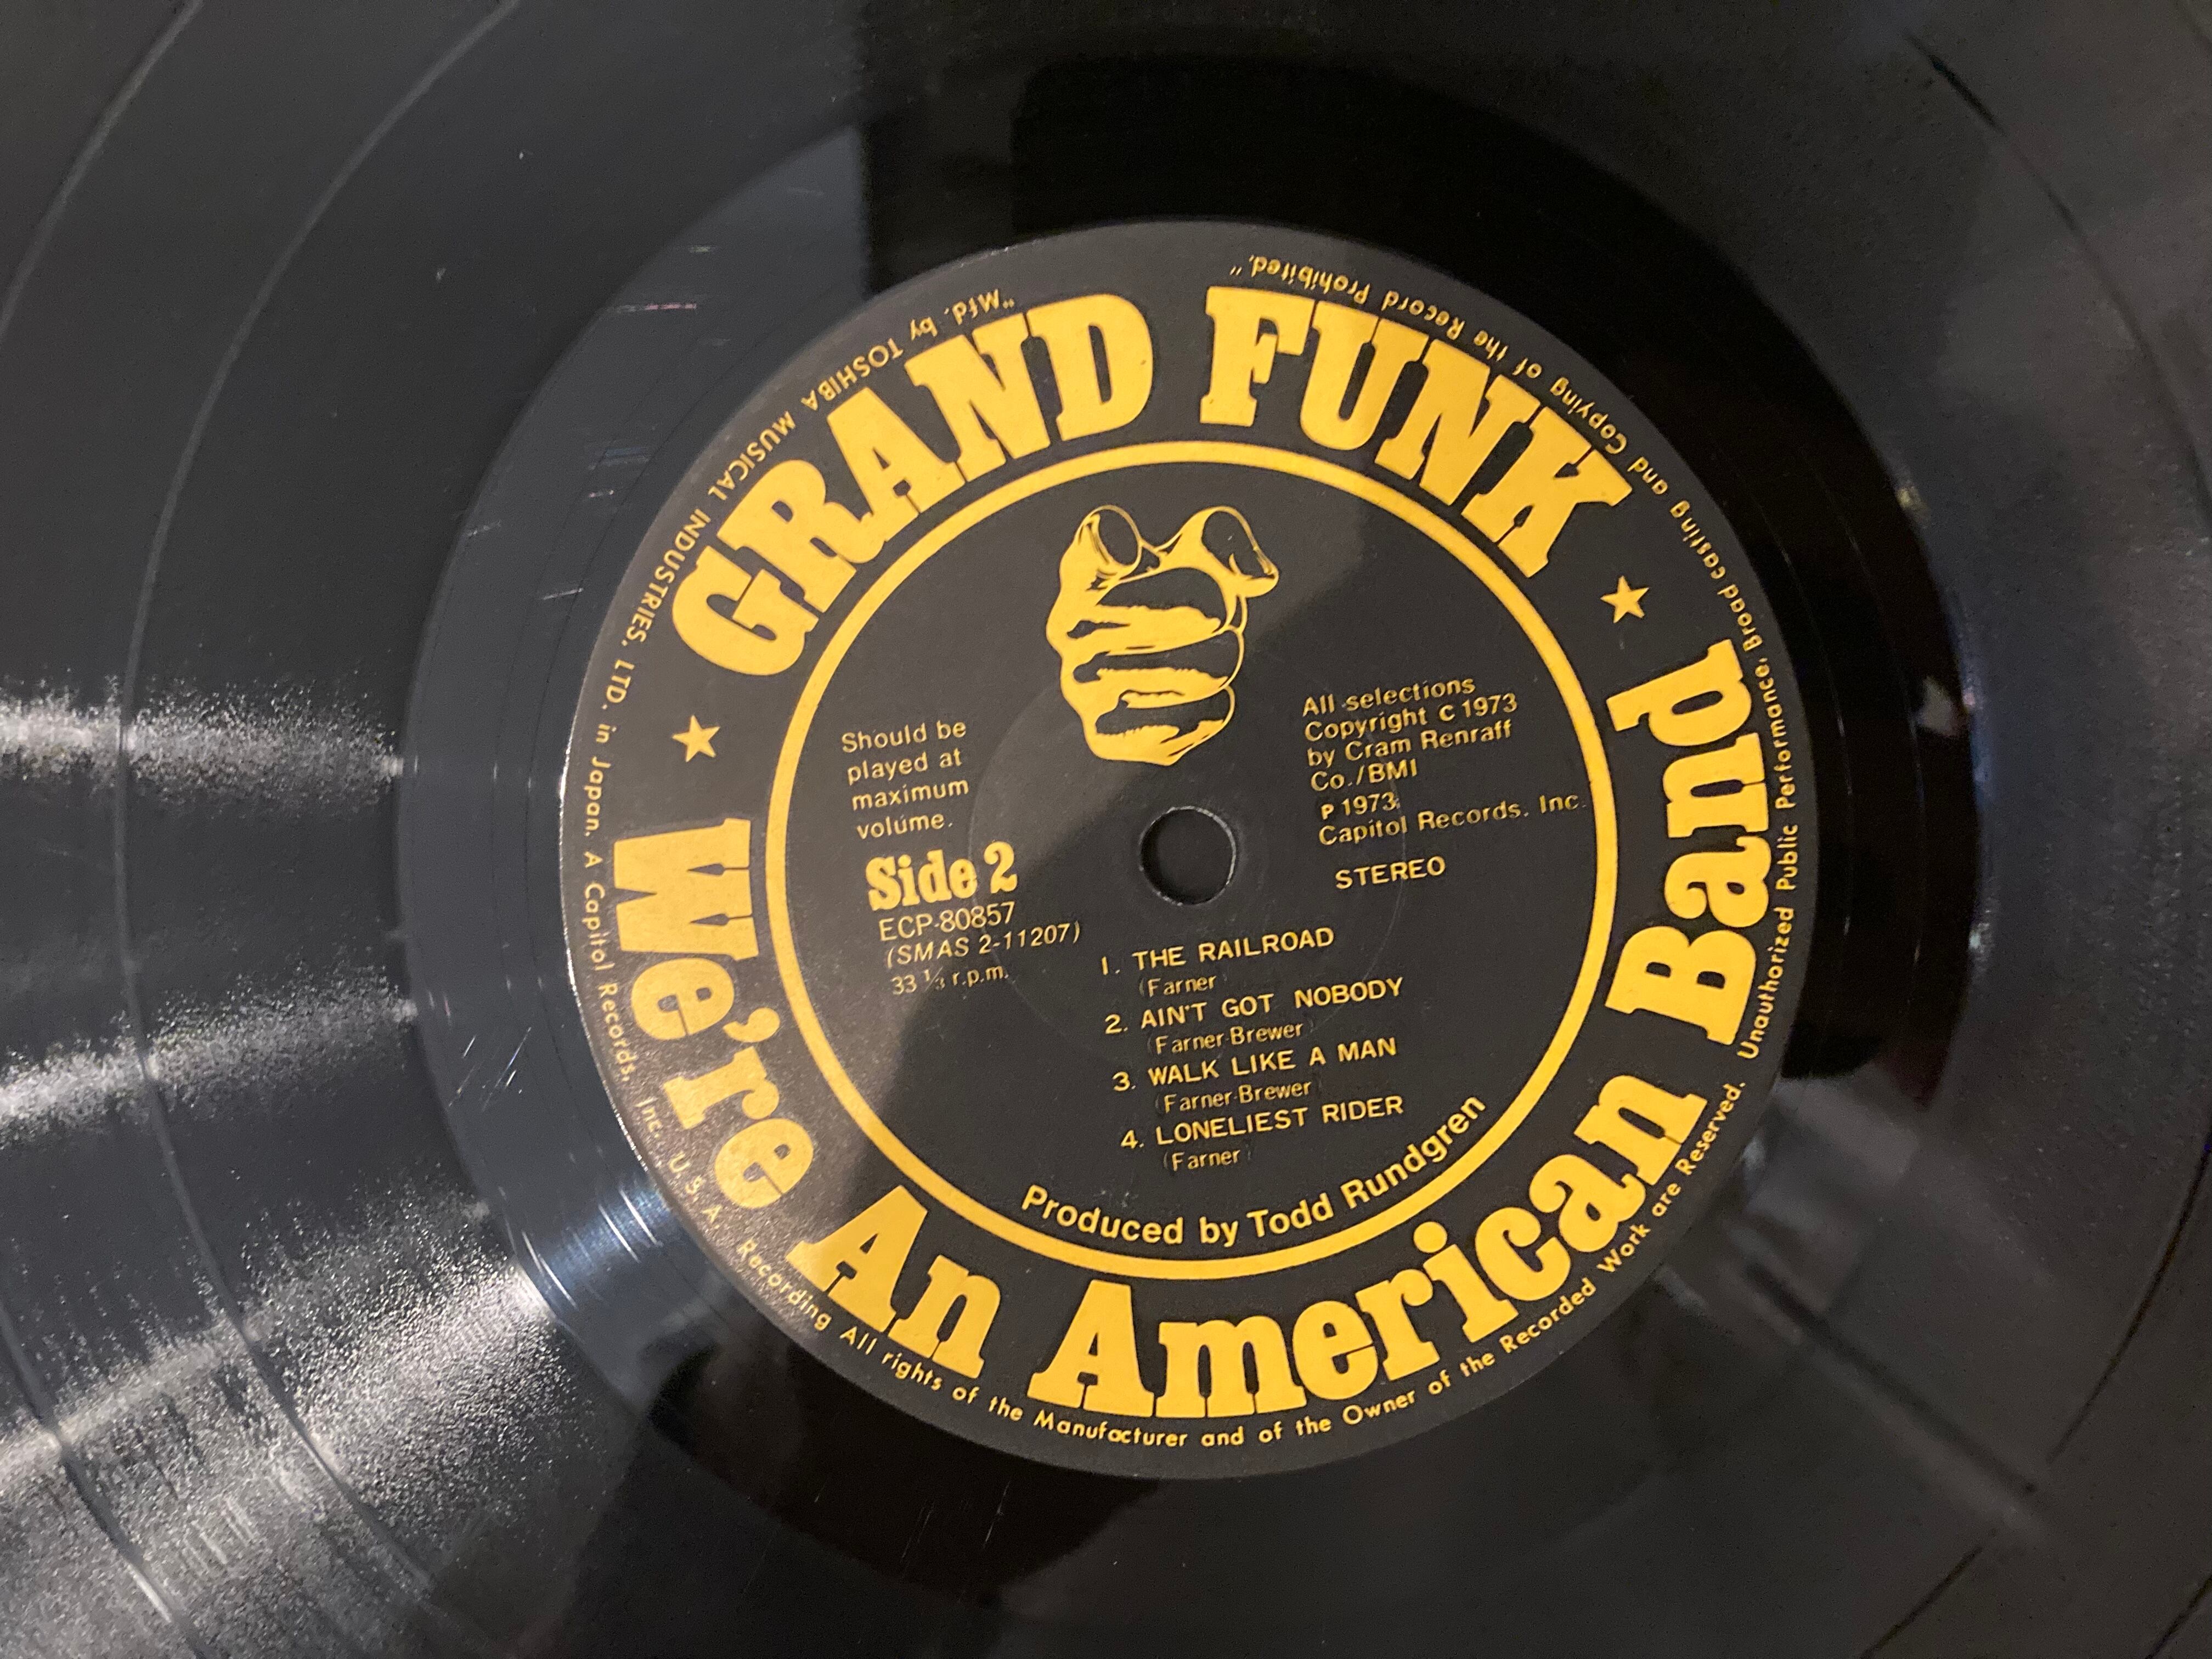 GRAND FUNK
We're An American Band
Should be
played at
maximum
volume.
Side 2
ECP-80857
(SMAS 2-11207)
33 ⅓ r.p.m.
All selections
Copyright C 1973
by Cram Renraff
Co./BMI
P 1973
Capitol Records, Inc.
STEREO
1. THE RAILROAD
(Farner)
2. AIN'T GOT NOBODY
(Farner-Brewer)
3. WALK LIKE A MAN
(Farner-Brewer)
4. LONELIEST RIDER
(Farner)
Produced by Todd Rundgren
"Mfd. by TOSHIBA MUSICAL INDUSTRIES, LTD. in Japan. A Capitol Records, Inc., U.S.A. Recording All rights of the Manufacturer and of the Owner of the Recorded Work are Reserved. Unauthorized Public Performance, Broad casting and Copying of the Record Prohibited."